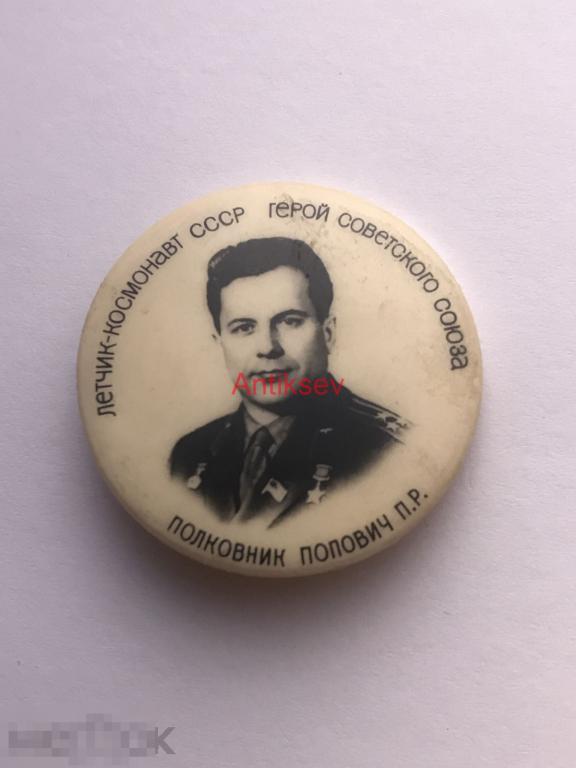 летчик-космонавт СССР герой советского союза
Antiksev
полковник попович П.Р.